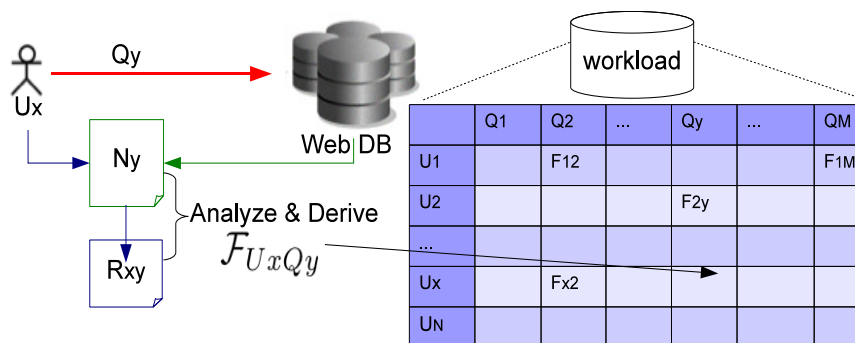 Qy
Ux
Web DB
Ny
Analyze & Derive
Rxy
F UxQy
workload
Q1 Q2 ... Qy ... QM
U1 F12 F1M
U2 F2y
...
Ux Fx2
UN